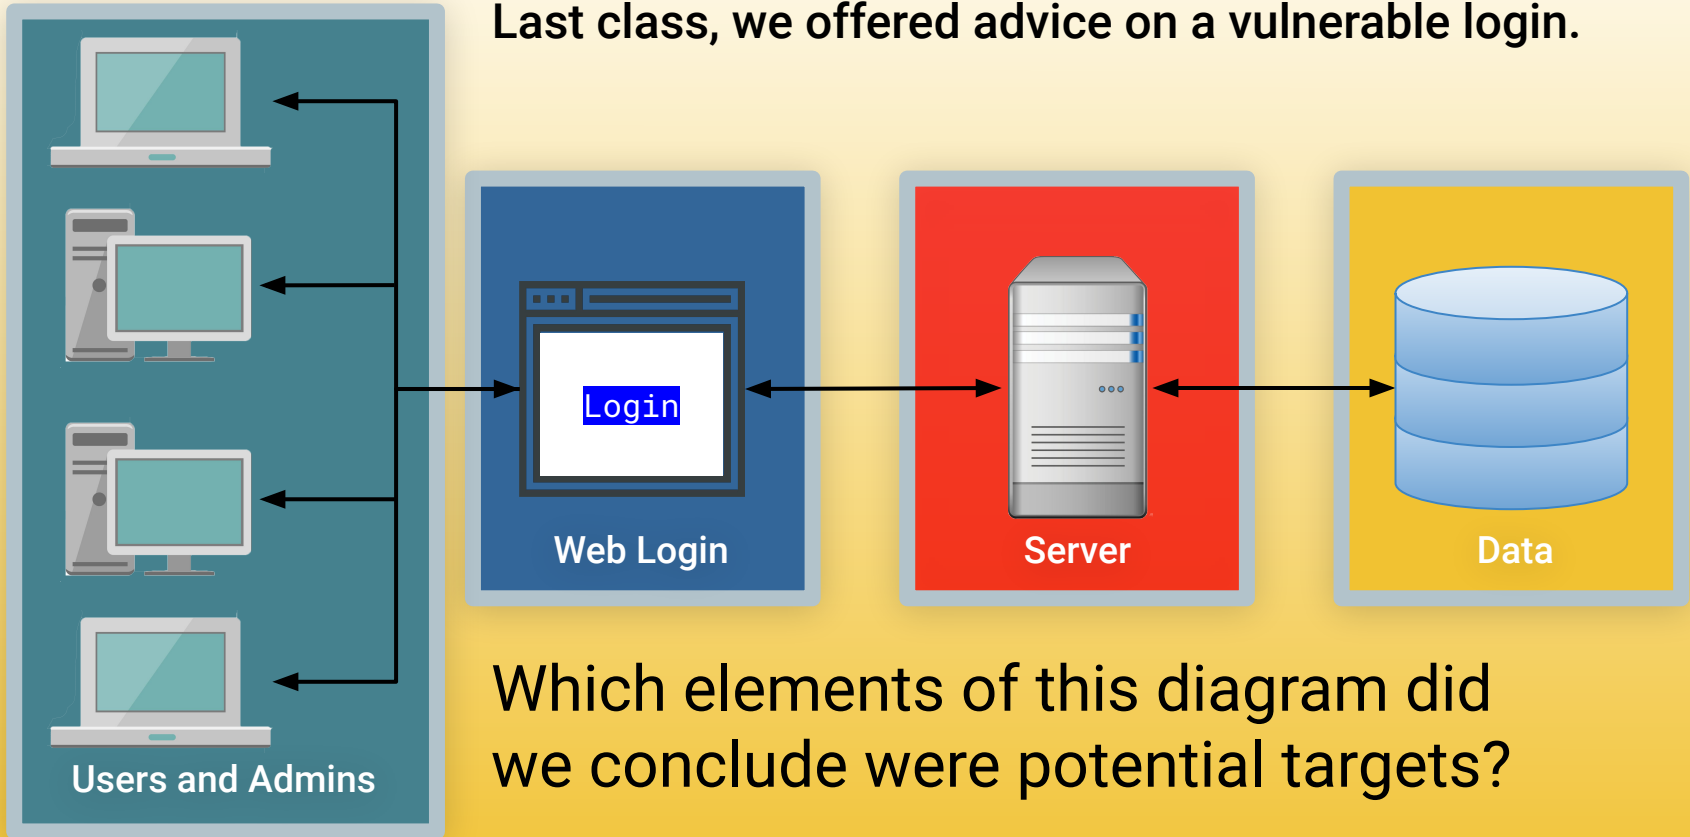 Last class, we offered advice on a vulnerable login.
Login
Web Login
Server
Data
Users and Admins
Which elements of this diagram did
we conclude were potential targets?